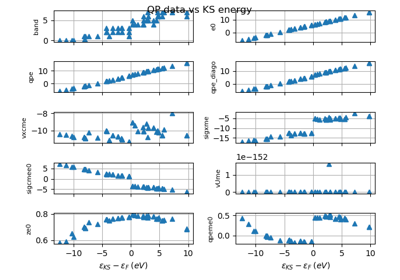 QP data vs KS energy
band
5
0
e0
10
0
qpe
10
0
qpe_diago
10
0
vxcme
−8
−10
sigxme
−5
−10
−15
sigcmee0
5
0
−5
vUme
1e−152
1
0
ze0
0.8
0.6
−10
−5
0
5
10
εKS − εF (eV)
qpeme0
0.5
0.0
−10
−5
0
5
10
εKS − εF (eV)